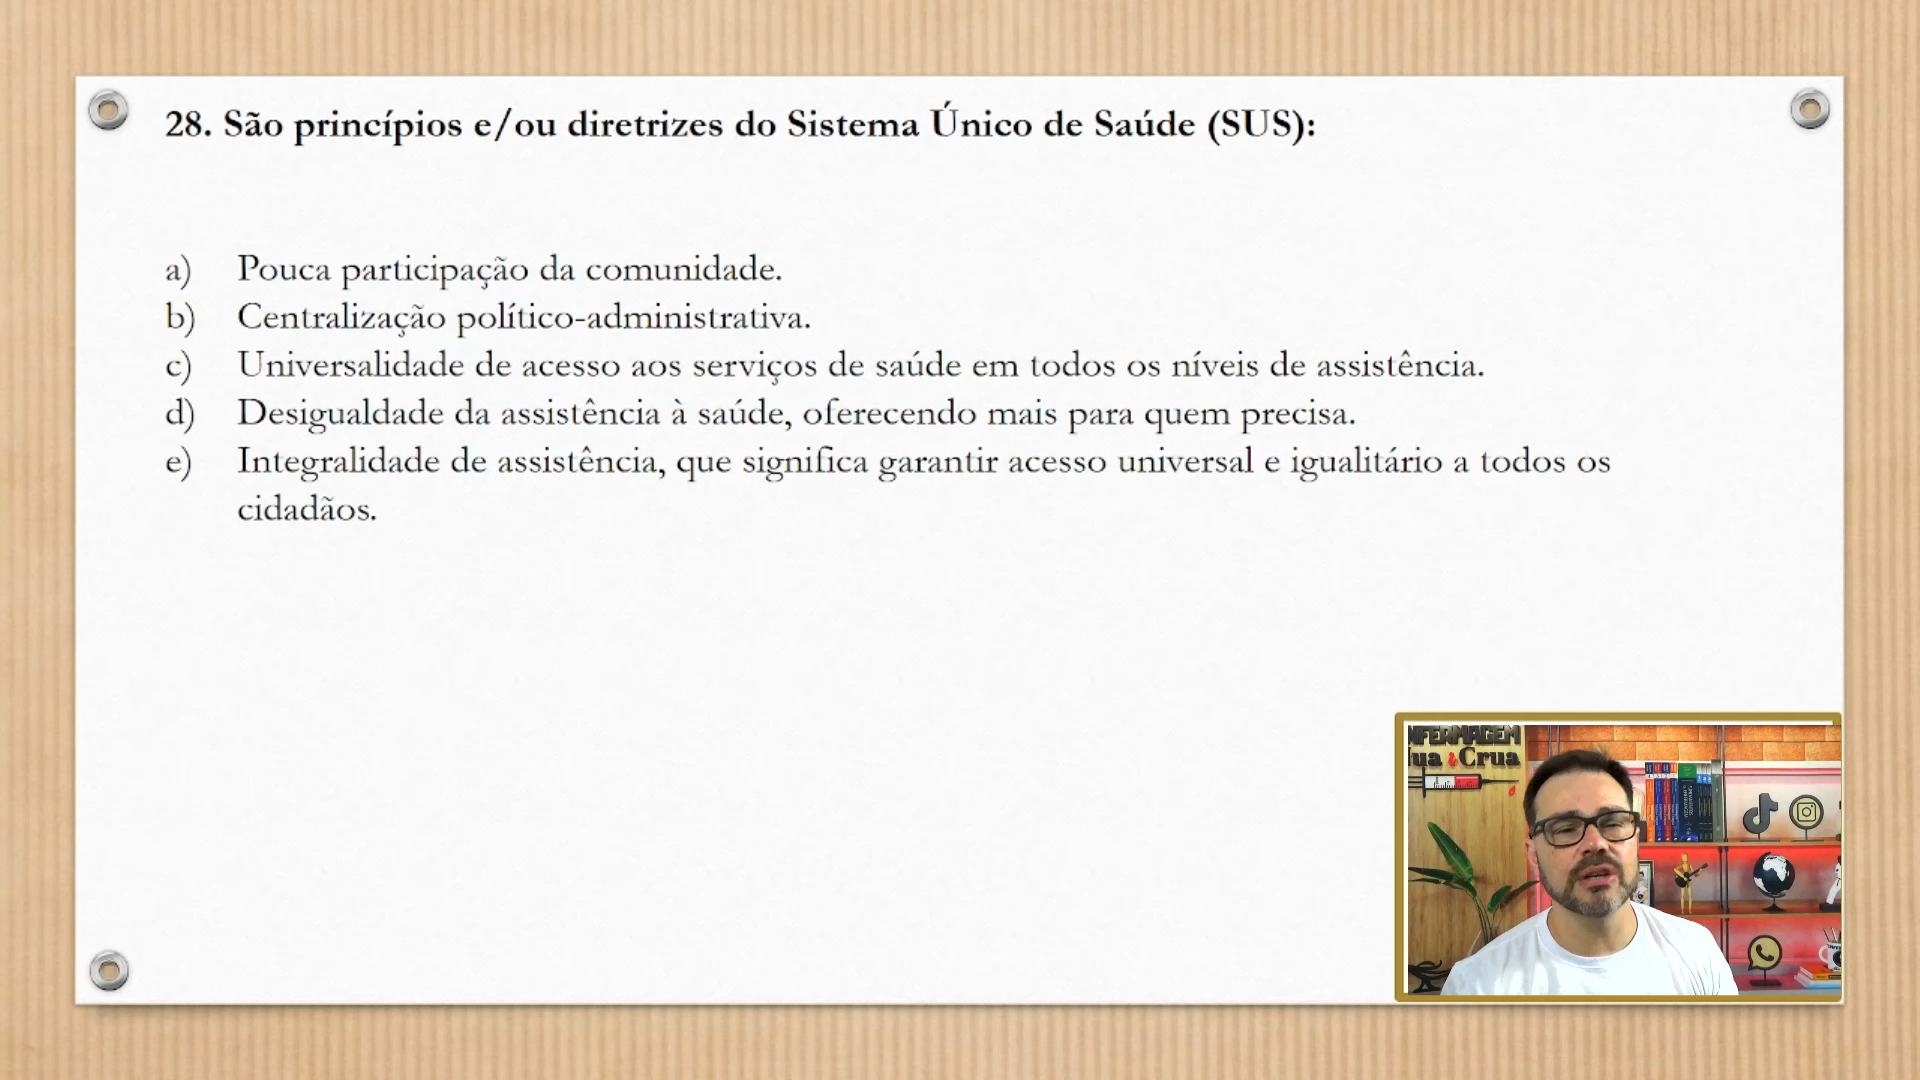 28. São princípios e/ou diretrizes do Sistema Único de Saúde (SUS):
a) Pouca participação da comunidade.
b) Centralização político-administrativa.
c) Universalidade de acesso aos serviços de saúde em todos os níveis de assistência.
d) Desigualdade da assistência à saúde, oferecendo mais para quem precisa.
e) Integralidade de assistência, que significa garantir acesso universal e igualitário a todos os
cidadãos.
NFERMAGEM
ua Crua